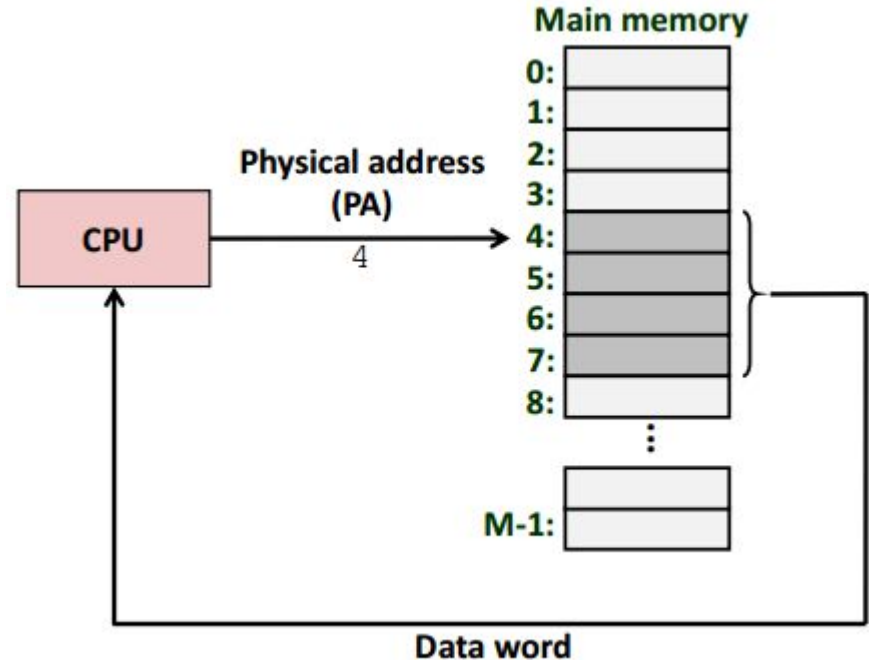 Main memory
0:
1:
2:
3:
4:
5:
6:
7:
8:
M-1:
Physical address
(PA)
4
CPU
Data word